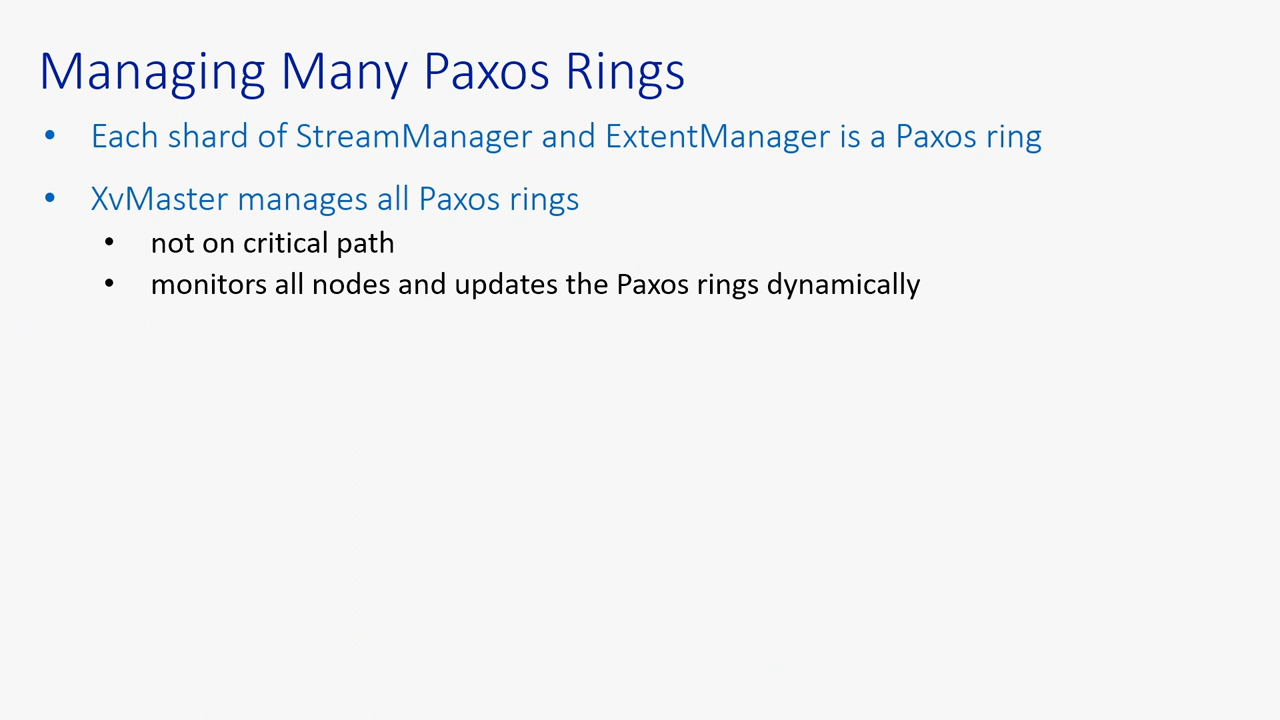 Managing Many Paxos Rings
• Each shard of StreamManager and ExtentManager is a Paxos ring
• XvMaster manages all Paxos rings
• not on critical path
• monitors all nodes and updates the Paxos rings dynamically